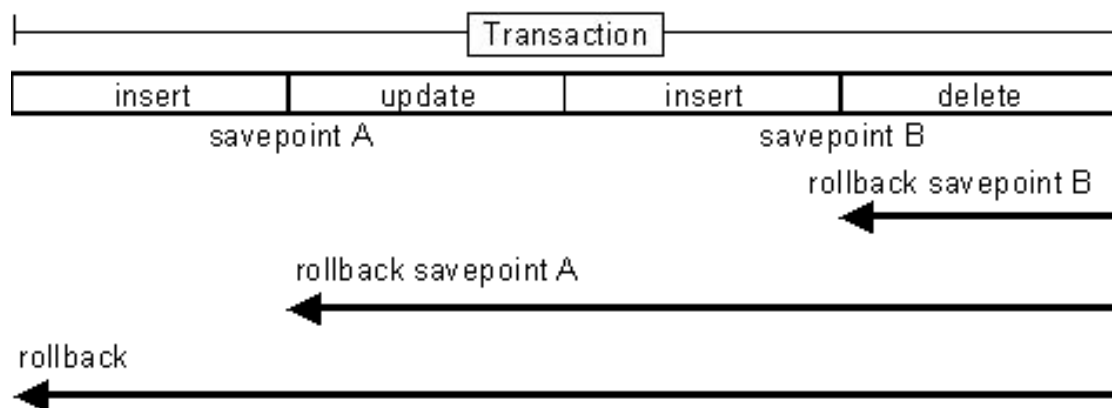 Transaction
insert update insert delete
savepoint A savepoint B
rollback savepoint B
rollback savepoint A
rollback